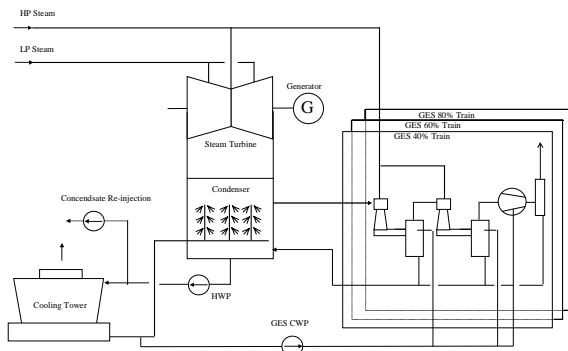 HP Steam
LP Steam
Generator
G
GES 80% Train
GES 60% Train
GES 40% Train
Steam Turbine
Condenser
Concendsate Re-injection
HWP
Cooling Tower
GES CWP